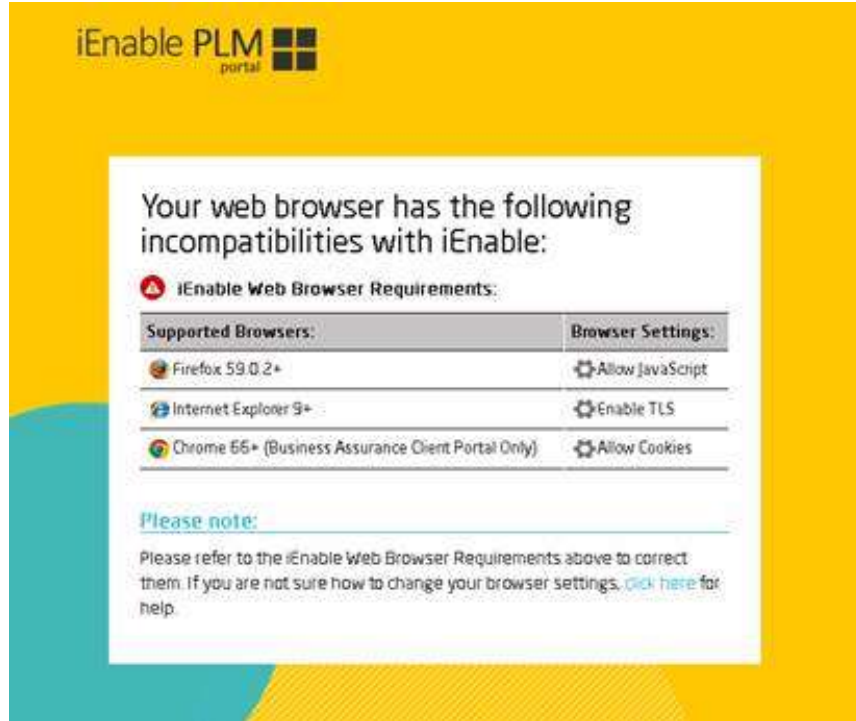 iEnable PLM
portal
Your web browser has the following
incompatibilities with iEnable:
iEnable Web Browser Requirements:
Supported Browsers: Browser Settings:
Firefox 59.0.2+ Allow JavaScript
Internet Explorer 9+ Enable TLS
Chrome 66+ (Business Assurance Client Portal Only) Allow Cookies
Please note:
Please refer to the iEnable Web Browser Requirements above to correct
them. If you are not sure how to change your browser settings, click here for
help.